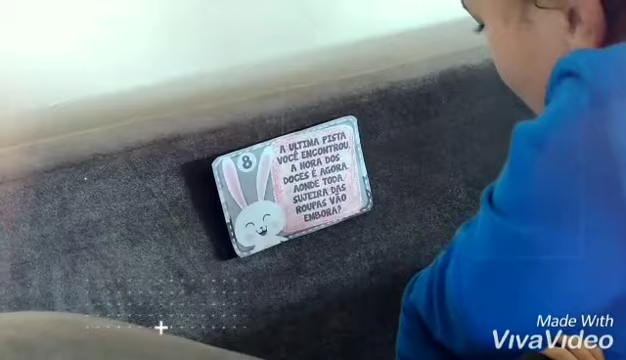 8
A ULTIMA PISTA
VOCÊ ENCONTROU,
A HORA DOS
DOCES É AGORA.
AONDE TODA
SUJEIRA DAS
ROUPAS VÃO
EMBORA?
Made With
VivaVideo